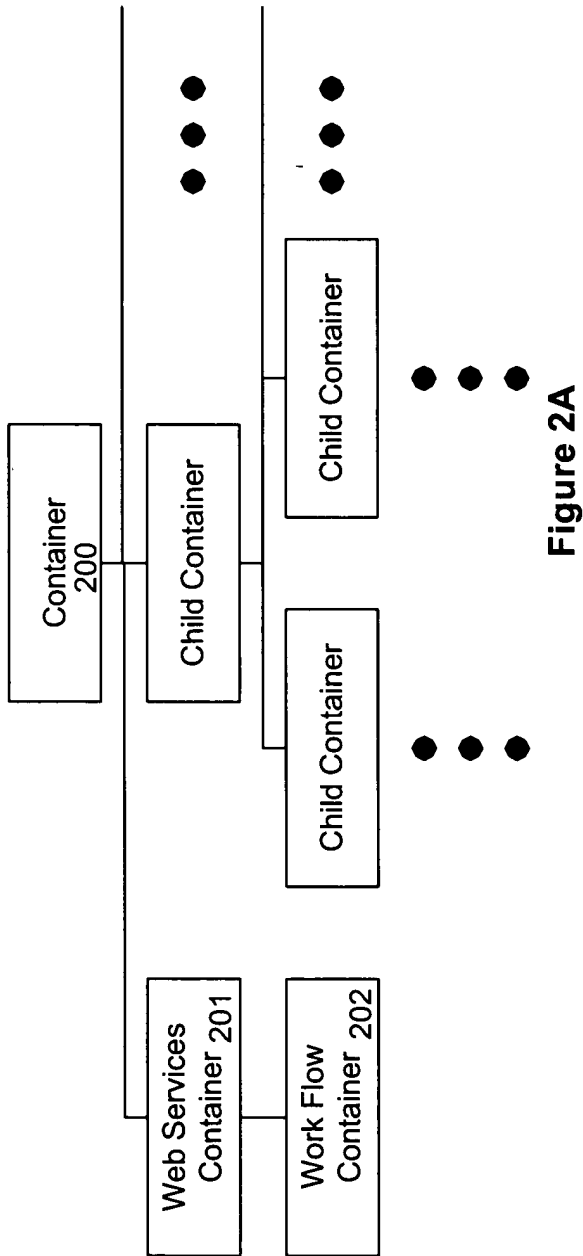 Container
200
Web Services
Container 201
Child Container
Work Flow
Container 202
Child Container
Child Container
Figure 2A